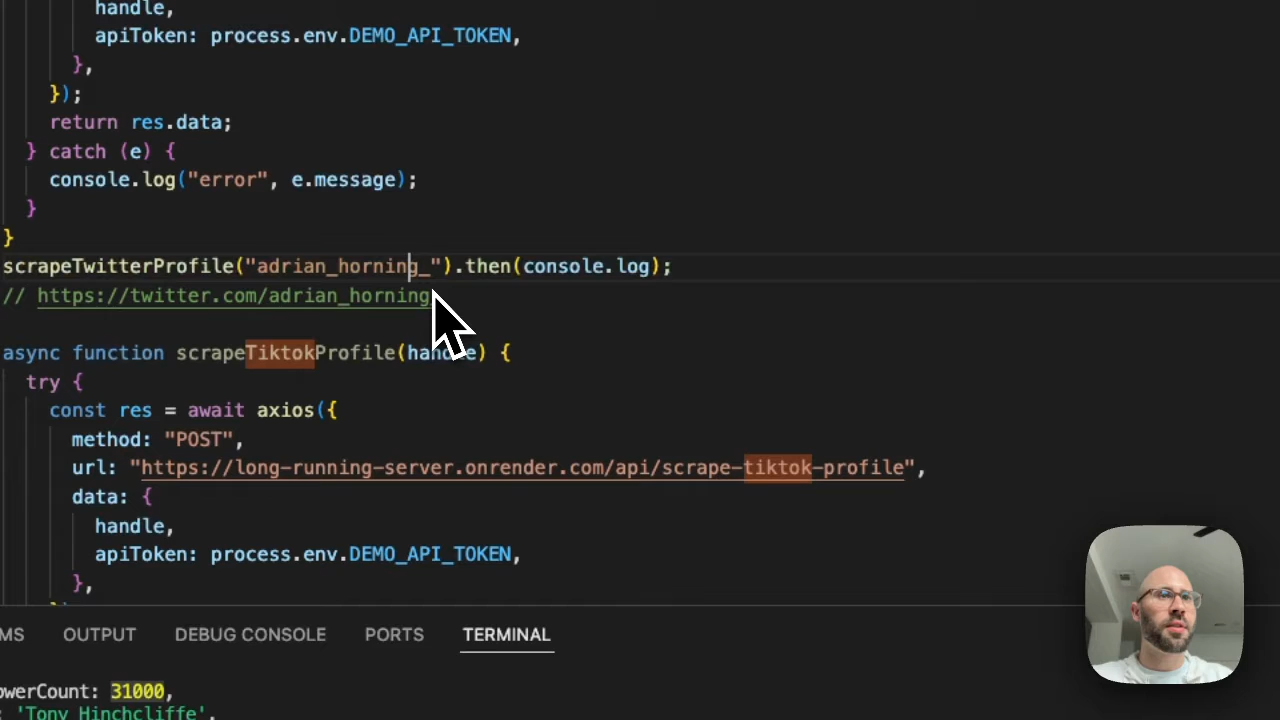 handle,
apiToken: process.env.DEMO_API_TOKEN,
},
});
return res.data;
} catch (e) {
console.log("error", e.message);
}
}
scrapeTwitterProfile("adrian_horning_").then(console.log);
// https://twitter.com/adrian_horning
async function scrapeTiktokProfile(handle) {
try {
const res = await axios({
method: "POST",
url: "https://long-running-server.onrender.com/api/scrape-tiktok-profile",
data: {
handle,
apiToken: process.env.DEMO_API_TOKEN,
},
MS OUTPUT DEBUG CONSOLE PORTS TERMINAL
owerCount: 31000,
: 'Tony Hinchcliffe',